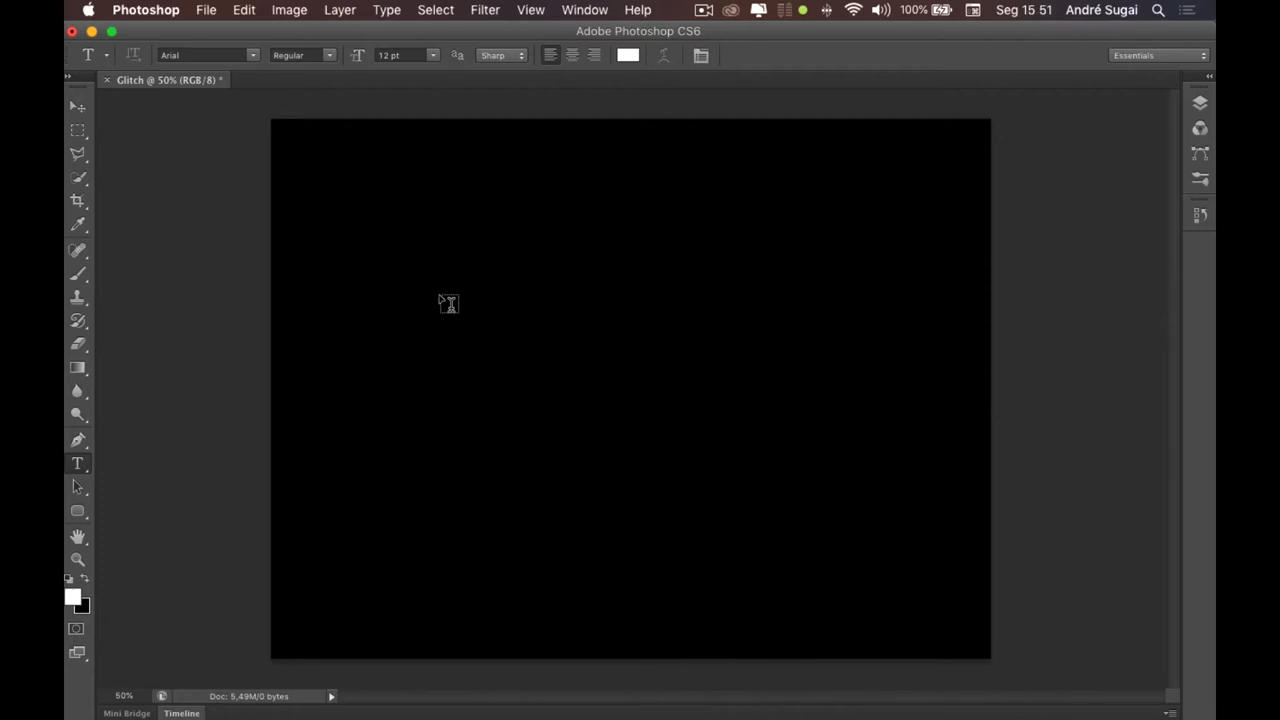 Photoshop File Edit Image Layer Type Select Filter View Window Help 100% Seg 15 51 André Sugai
Adobe Photoshop CS6
T Arial Regular 12 pt Sharp Essentials
Glitch @ 50% (RGB/8) *
50% Doc: 5,49M/0 bytes
Mini Bridge Timeline